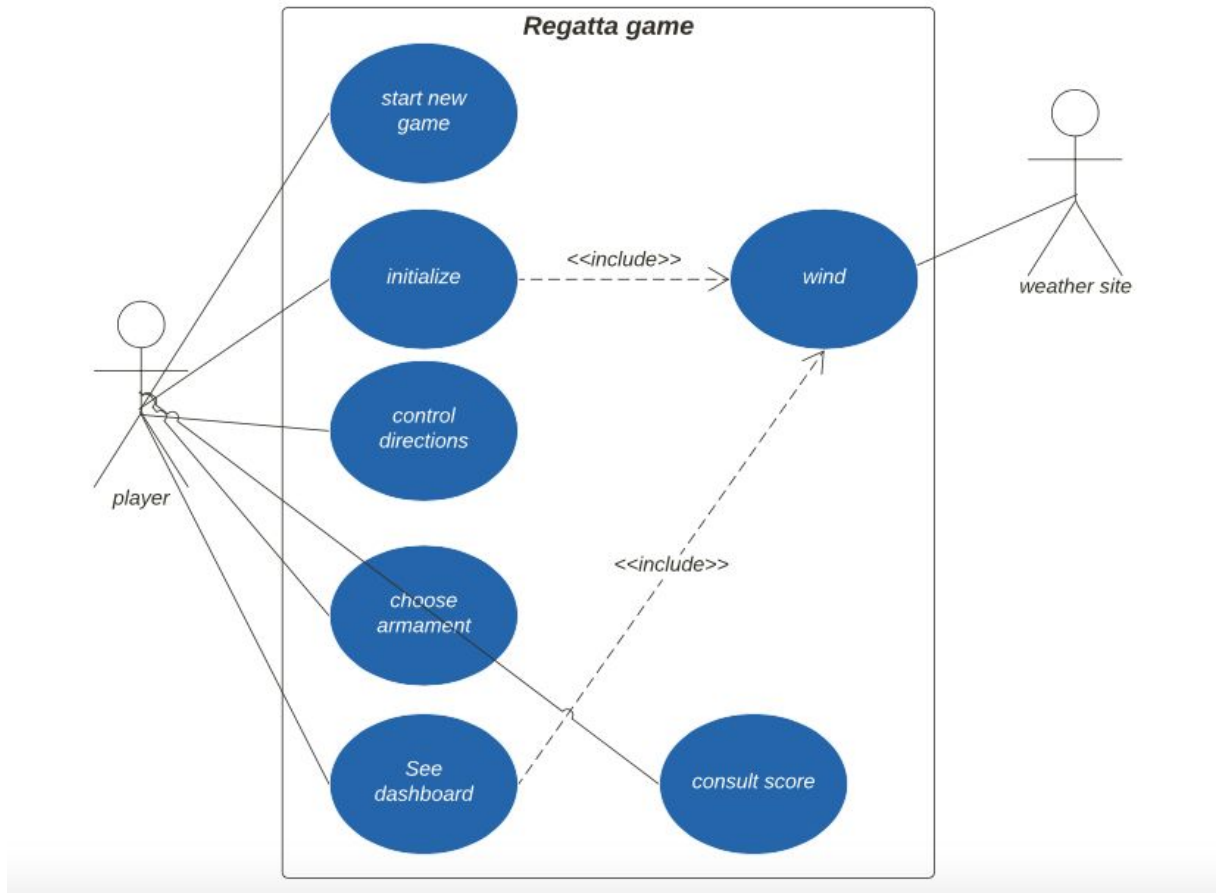 Regatta game
start new
game
initialize
<<include>>
wind
weather site
control
directions
player
<<include>>
choose
armament
See
dashboard
consult score